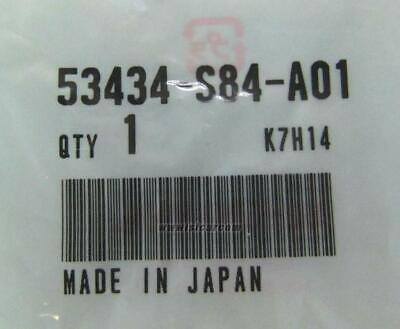 53434-S84-A01
QTY 1 K7H14
MADE IN JAPAN